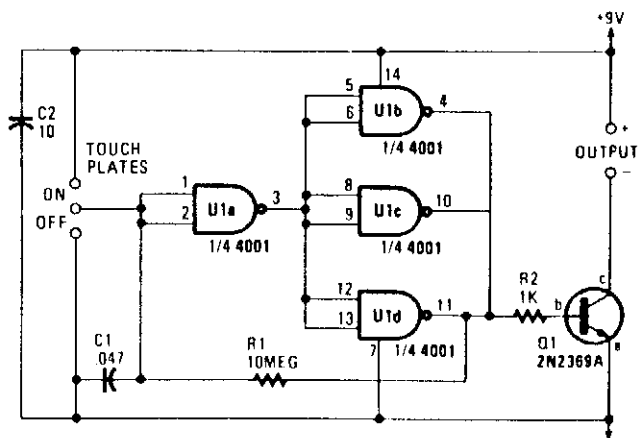 +9V
14
5
6
U1b
4
1/4 4001
C2
10
TOUCH
PLATES
+
OUTPUT
−
ON
OFF
1
2
U1a
3
1/4 4001
8
9
U1c
10
1/4 4001
12
13
U1d
11
7
1/4 4001
R2
1K
b
c
e
Q1
2N2369A
C1
.047
R1
10MEG